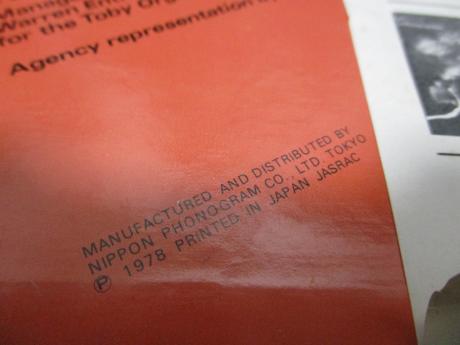 Warren
for the Toby
Agency representation
MANUFACTURED AND DISTRIBUTED BY
NIPPON PHONOGRAM CO., LTD. TOKYO
Ⓟ 1978 PRINTED IN JAPAN JASRAC